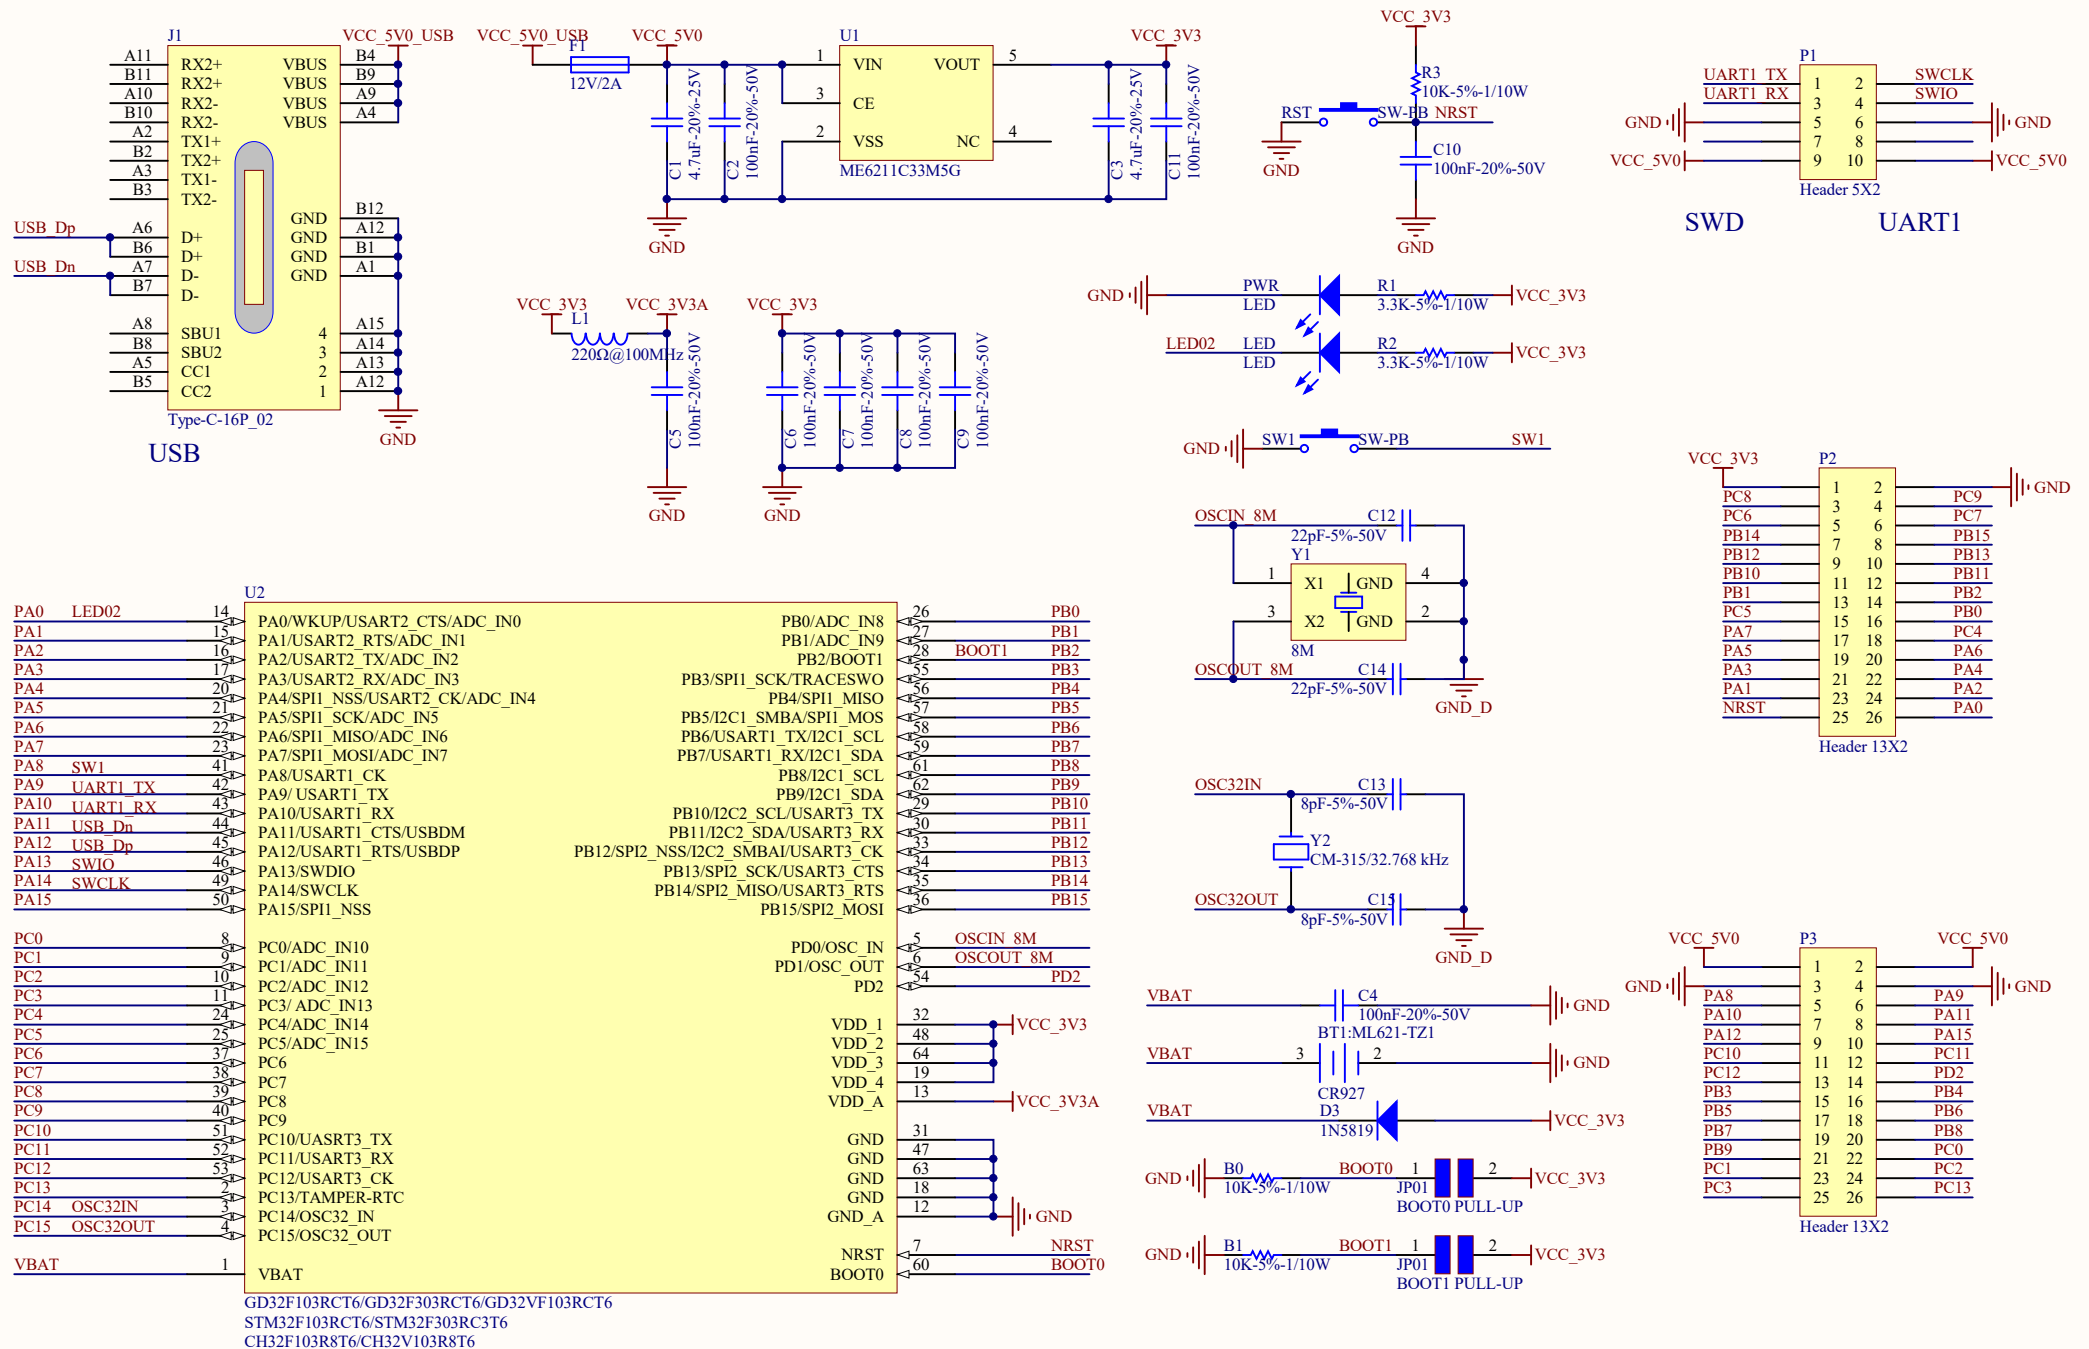 J1
VCC_5V0_USB
A11 RX2+ VBUS B4
B11 RX2+ VBUS B9
A10 RX2- VBUS A9
B10 RX2- VBUS A4
A2 TX1+
B2 TX2+
A3 TX1-
B3 TX2-
GND B12
USB_Dp A6 D+ GND A12
B6 D+ GND B1
USB_Dn A7 D- GND A1
B7 D-
A8 SBU1 4 A15
B8 SBU2 3 A14
A5 CC1 2 A13
B5 CC2 1 A12
Type-C-16P_02
GND
USB
VCC_5V0_USB
F1
12V/2A
VCC_5V0
C1
4.7uF-20%-25V
C2
100nF-20%-50V
GND
U1
1 VIN VOUT 5
3 CE
2 VSS NC 4
ME6211C33M5G
VCC_3V3
C3
4.7uF-20%-25V
C11
100nF-20%-50V
VCC_3V3
R3
10K-5%-1/10W
RST SW-PB NRST
GND
C10
100nF-20%-50V
GND
P1
UART1_TX 1 2 SWCLK
UART1_RX 3 4 SWIO
GND 5 6 GND
7 8
VCC_5V0 9 10 VCC_5V0
Header 5X2
SWD UART1
VCC_3V3
L1
220Ω@100MHz
VCC_3V3A
C5
100nF-20%-50V
GND
VCC_3V3
C6
100nF-20%-50V
C7
100nF-20%-50V
C8
100nF-20%-50V
C9
100nF-20%-50V
GND
GND PWR R1 VCC_3V3
LED 3.3K-5%-1/10W
LED02 LED R2 VCC_3V3
LED 3.3K-5%-1/10W
GND SW1 SW-PB SW1
OSCIN_8M C12
22pF-5%-50V
Y1
1 X1 GND 4
3 X2 GND 2
8M
OSCOUT_8M C14
22pF-5%-50V
GND_D
OSC32IN C13
8pF-5%-50V
Y2
CM-315/32.768 kHz
OSC32OUT C15
8pF-5%-50V
GND_D
VBAT C4 GND
100nF-20%-50V
BT1:ML621-TZ1
VBAT 3 2 GND
CR927
VBAT D3 VCC_3V3
1N5819
GND B0 BOOT0 1 2 VCC_3V3
10K-5%-1/10W JP01
BOOT0 PULL-UP
GND B1 BOOT1 1 2 VCC_3V3
10K-5%-1/10W JP01
BOOT1 PULL-UP
VCC_3V3 P2
1 2 GND
PC8 3 4 PC9
PC6 5 6 PC7
PB14 7 8 PB15
PB12 9 10 PB13
PB10 11 12 PB11
PB1 13 14 PB2
PC5 15 16 PB0
PA7 17 18 PC4
PA5 19 20 PA6
PA3 21 22 PA4
PA1 23 24 PA2
NRST 25 26 PA0
Header 13X2
VCC_5V0 P3 VCC_5V0
1 2
GND 3 4 GND
PA8 5 6 PA9
PA10 7 8 PA11
PA12 9 10 PA15
PC10 11 12 PC11
PC12 13 14 PD2
PB3 15 16 PB4
PB5 17 18 PB6
PB7 19 20 PB8
PB9 21 22 PC0
PC1 23 24 PC2
PC3 25 26 PC13
Header 13X2
U2
PA0 LED02 14 PA0/WKUP/USART2_CTS/ADC_IN0
PA1 15 PA1/USART2_RTS/ADC_IN1
PA2 16 PA2/USART2_TX/ADC_IN2
PA3 17 PA3/USART2_RX/ADC_IN3
PA4 20 PA4/SPI1_NSS/USART2_CK/ADC_IN4
PA5 21 PA5/SPI1_SCK/ADC_IN5
PA6 22 PA6/SPI1_MISO/ADC_IN6
PA7 23 PA7/SPI1_MOSI/ADC_IN7
PA8 SW1 41 PA8/USART1_CK
PA9 UART1_TX 42 PA9/ USART1_TX
PA10 UART1_RX 43 PA10/USART1_RX
PA11 USB_Dn 44 PA11/USART1_CTS/USBDM
PA12 USB_Dp 45 PA12/USART1_RTS/USBDP
PA13 SWIO 46 PA13/SWDIO
PA14 SWCLK 49 PA14/SWCLK
PA15 50 PA15/SPI1_NSS
PC0 8 PC0/ADC_IN10
PC1 9 PC1/ADC_IN11
PC2 10 PC2/ADC_IN12
PC3 11 PC3/ ADC_IN13
PC4 24 PC4/ADC_IN14
PC5 25 PC5/ADC_IN15
PC6 37 PC6
PC7 38 PC7
PC8 39 PC8
PC9 40 PC9
PC10 51 PC10/UASRT3_TX
PC11 52 PC11/USART3_RX
PC12 53 PC12/USART3_CK
PC13 2 PC13/TAMPER-RTC
PC14 OSC32IN 3 PC14/OSC32_IN
PC15 OSC32OUT 4 PC15/OSC32_OUT
VBAT 1 VBAT
PB0/ADC_IN8 26 PB0
PB1/ADC_IN9 27 PB1
PB2/BOOT1 28 BOOT1 PB2
PB3/SPI1_SCK/TRACESWO 55 PB3
PB4/SPI1_MISO 56 PB4
PB5/I2C1_SMBA/SPI1_MOS 57 PB5
PB6/USART1_TX/I2C1_SCL 58 PB6
PB7/USART1_RX/I2C1_SDA 59 PB7
PB8/I2C1_SCL 61 PB8
PB9/I2C1_SDA 62 PB9
PB10/I2C2_SCL/USART3_TX 29 PB10
PB11/I2C2_SDA/USART3_RX 30 PB11
PB12/SPI2_NSS/I2C2_SMBAI/USART3_CK 33 PB12
PB13/SPI2_SCK/USART3_CTS 34 PB13
PB14/SPI2_MISO/USART3_RTS 35 PB14
PB15/SPI2_MOSI 36 PB15
PD0/OSC_IN 5 OSCIN_8M
PD1/OSC_OUT 6 OSCOUT_8M
PD2 54 PD2
VDD_1 32 VCC_3V3
VDD_2 48
VDD_3 64
VDD_4 19
VDD_A 13 VCC_3V3A
GND 31
GND 47
GND 63
GND 18
GND_A 12 GND
NRST 7 NRST
BOOT0 60 BOOT0
GD32F103RCT6/GD32F303RCT6/GD32VF103RCT6
STM32F103RCT6/STM32F303RC3T6
CH32F103R8T6/CH32V103R8T6